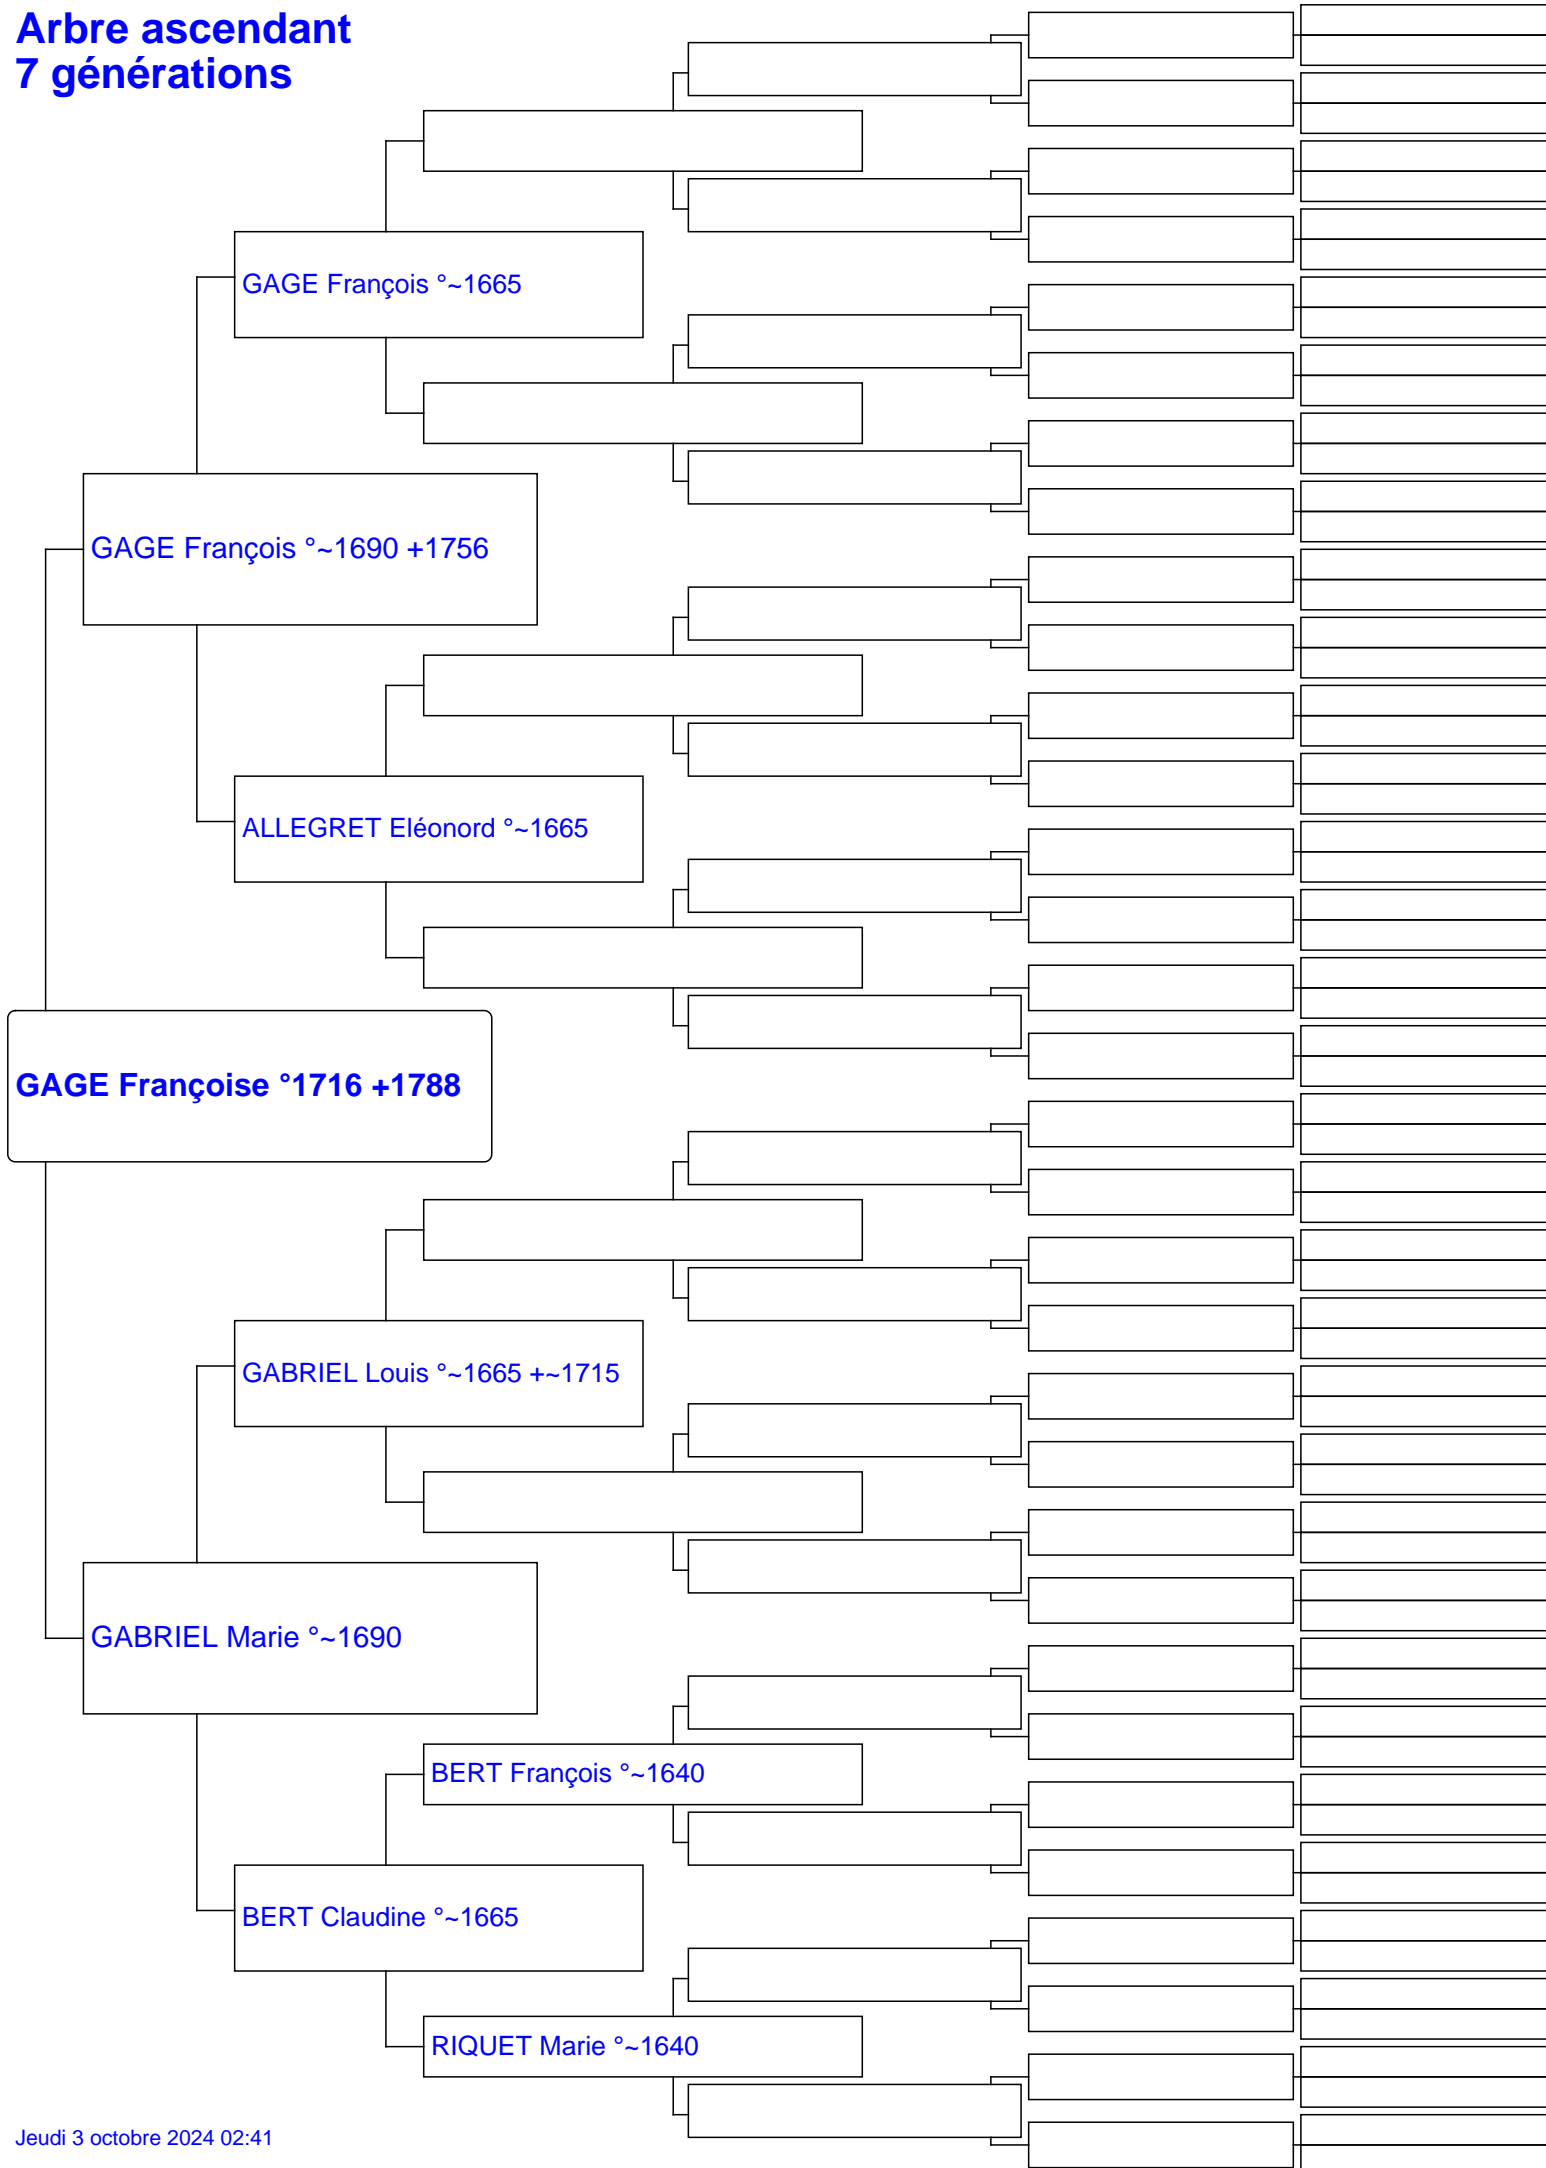 Arbre ascendant
7 générations
GAGE François °~1665
GAGE François °~1690 +1756
ALLEGRET Eléonord °~1665
GAGE Françoise °1716 +1788
GABRIEL Louis °~1665 +~1715
GABRIEL Marie °~1690
BERT François °~1640
BERT Claudine °~1665
RIQUET Marie °~1640
Jeudi 3 octobre 2024 02:41